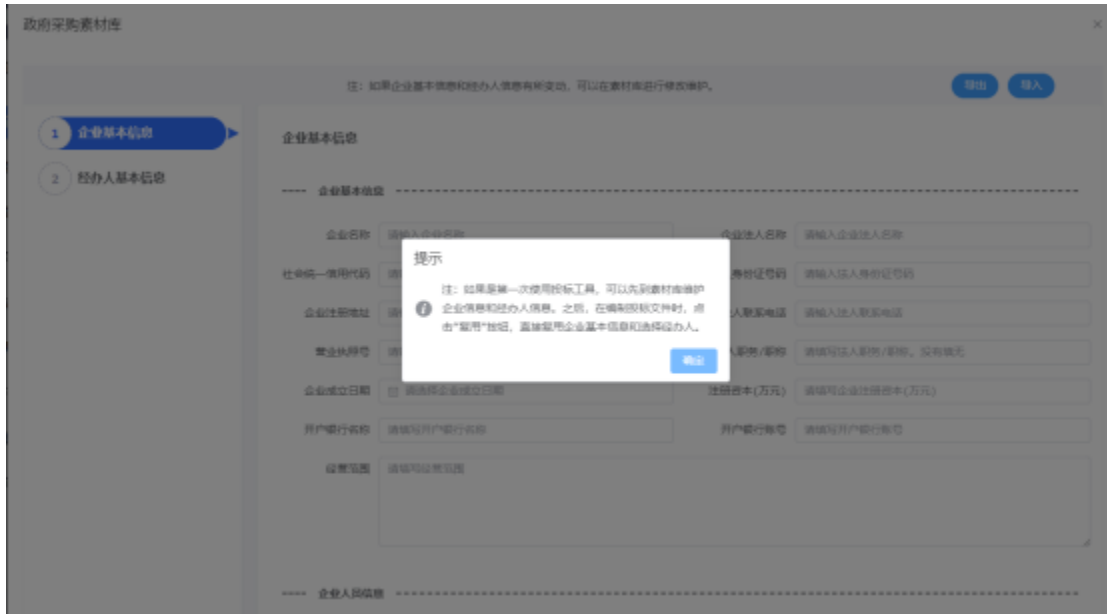 政府采购素材库
注：如果企业基本信息和经办人信息有所变动，可以在素材库进行修改维护。
导出 导入
1 企业基本信息
2 经办人基本信息
企业基本信息
企业基本信息
企业名称 请输入企业名称 企业法人名称 请输入企业法人名称
提示
社会统一信用代码 身份证号码 请输入法人身份证号码
注：如果是第一次使用投标工具，可以先到素材库维护
企业信息和经办人信息。之后，在编制投标文件时，点
击“复用”按钮，直接复用企业基本信息和选择经办人。
企业注册地址 人联系电话 请输入法人联系电话
营业执照号 人职务/职称 请填写法人职务/职称，没有填无
确定
企业成立日期 请选择企业成立日期 注册资本(万元) 请填写企业注册资本(万元)
开户银行名称 请填写开户银行名称 开户银行账号 请填写开户银行账号
经营范围 请填写经营范围
企业人员信息